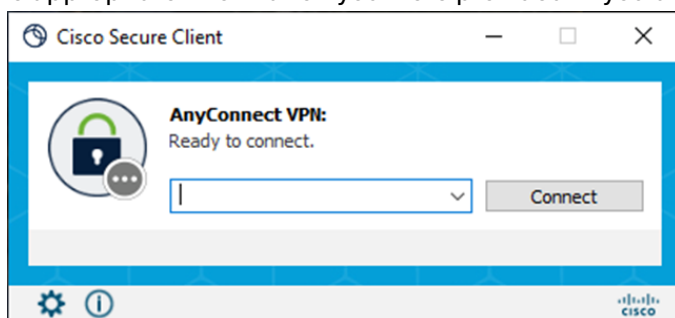 Cisco Secure Client
AnyConnect VPN:
Ready to connect.
Connect
CISCO